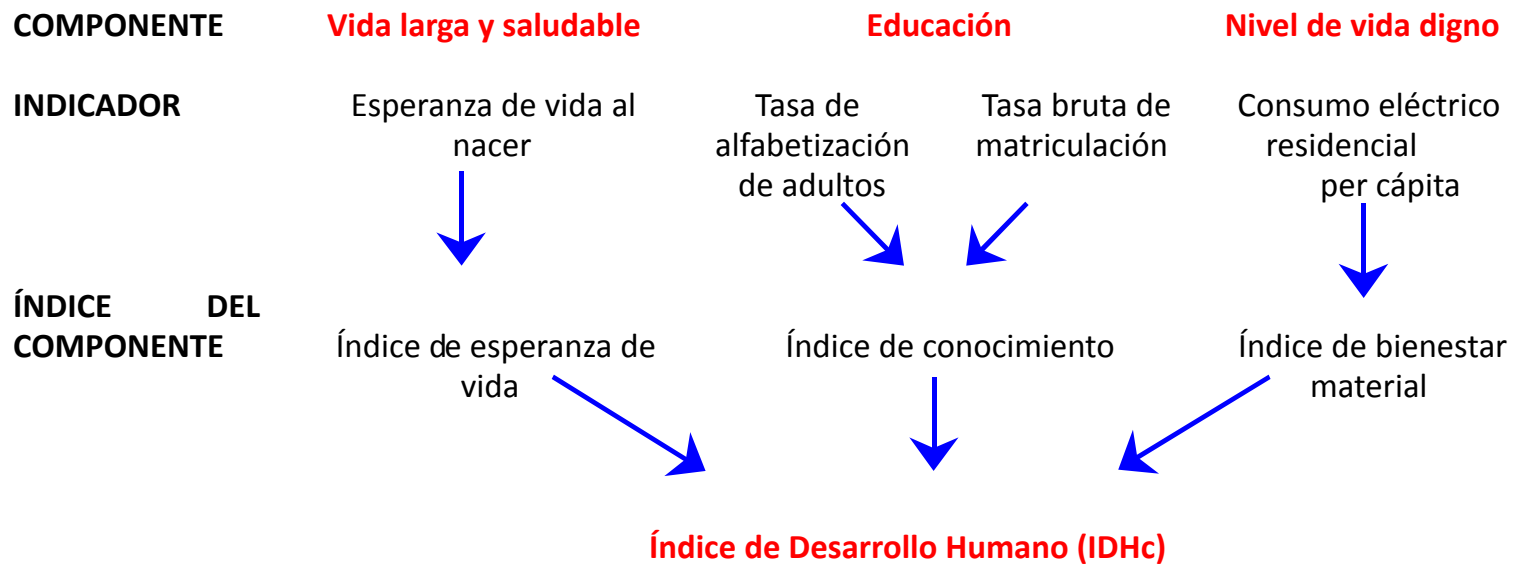 COMPONENTE Vida larga y saludable Educación Nivel de vida digno
INDICADOR Esperanza de vida al Tasa de Tasa bruta de Consumo eléctrico
nacer alfabetización matriculación residencial
de adultos per cápita
ÍNDICE DEL
COMPONENTE Índice de esperanza de Índice de conocimiento Índice de bienestar
vida material
Índice de Desarrollo Humano (IDHc)